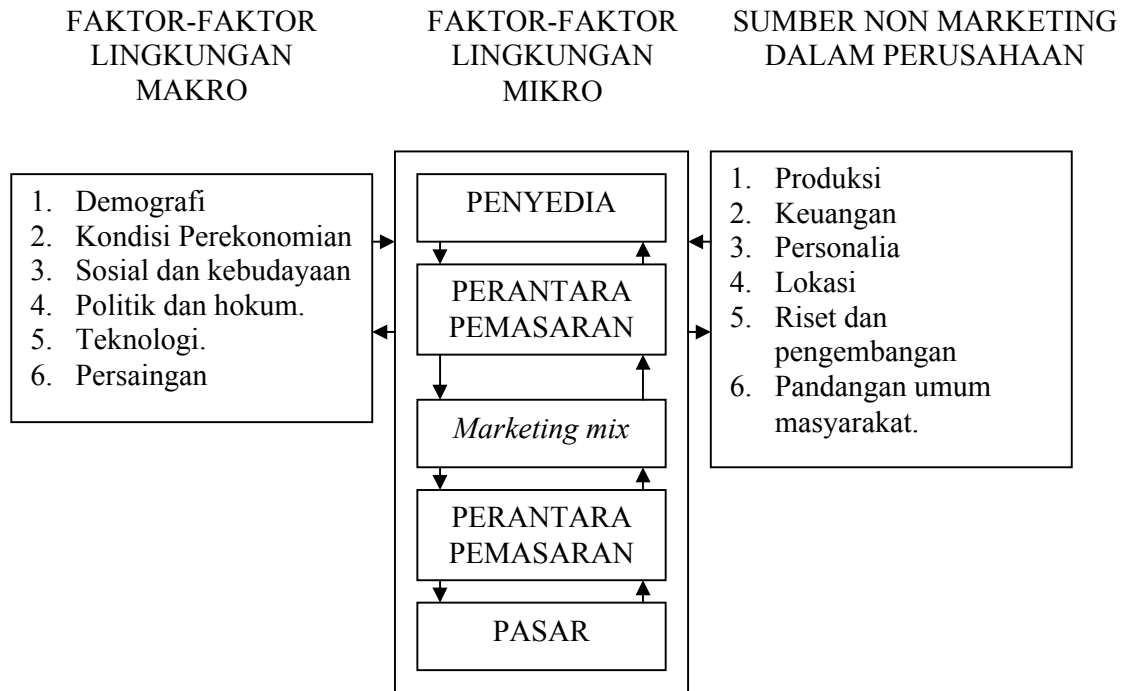 FAKTOR-FAKTOR
LINGKUNGAN
MAKRO
FAKTOR-FAKTOR
LINGKUNGAN
MIKRO
SUMBER NON MARKETING
DALAM PERUSAHAAN
1. Demografi
2. Kondisi Perekonomian
3. Sosial dan kebudayaan
4. Politik dan hokum.
5. Teknologi.
6. Persaingan
PENYEDIA
PERANTARA
PEMASARAN
Marketing mix
PERANTARA
PEMASARAN
PASAR
1. Produksi
2. Keuangan
3. Personalia
4. Lokasi
5. Riset dan
pengembangan
6. Pandangan umum
masyarakat.